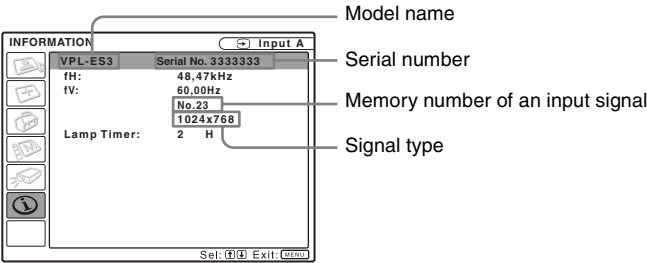 Model name
INFORMATION
Input A
VPL-ES3 Serial No. 3333333
Serial number
fH: 48,47kHz
fV: 60,00Hz
No.23
Memory number of an input signal
1024x768
Lamp Timer: 2 H
Signal type
Sel: Exit: MENU